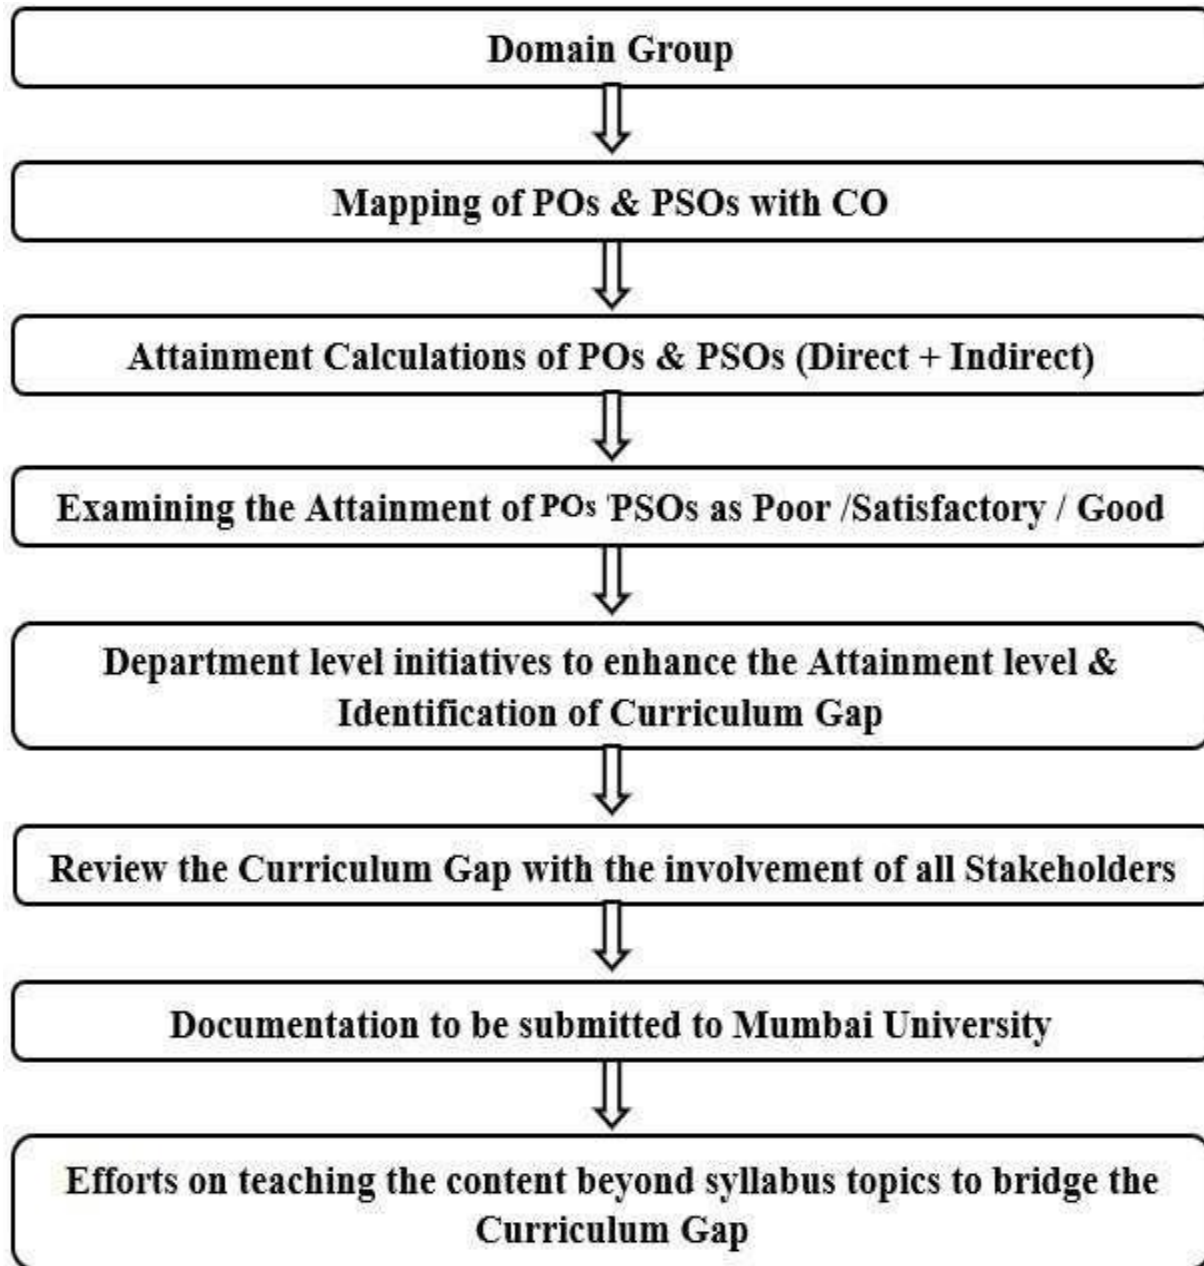 Domain Group
Mapping of POs & PSOs with CO
Attainment Calculations of POs & PSOs (Direct + Indirect)
Examining the Attainment of POs PSOs as Poor /Satisfactory / Good
Department level initiatives to enhance the Attainment level &
Identification of Curriculum Gap
Review the Curriculum Gap with the involvement of all Stakeholders
Documentation to be submitted to Mumbai University
Efforts on teaching the content beyond syllabus topics to bridge the
Curriculum Gap